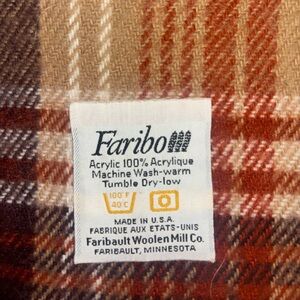 Faribo
Acrylic 100% Acrylique
Machine Wash-warm
Tumble Dry-low
100°F
40C
MADE IN U.S.A.
FABRIQUE AUX ETATS-UNIS
Faribault Woolen Mill Co.
FARIBAULT, MINNESOTA